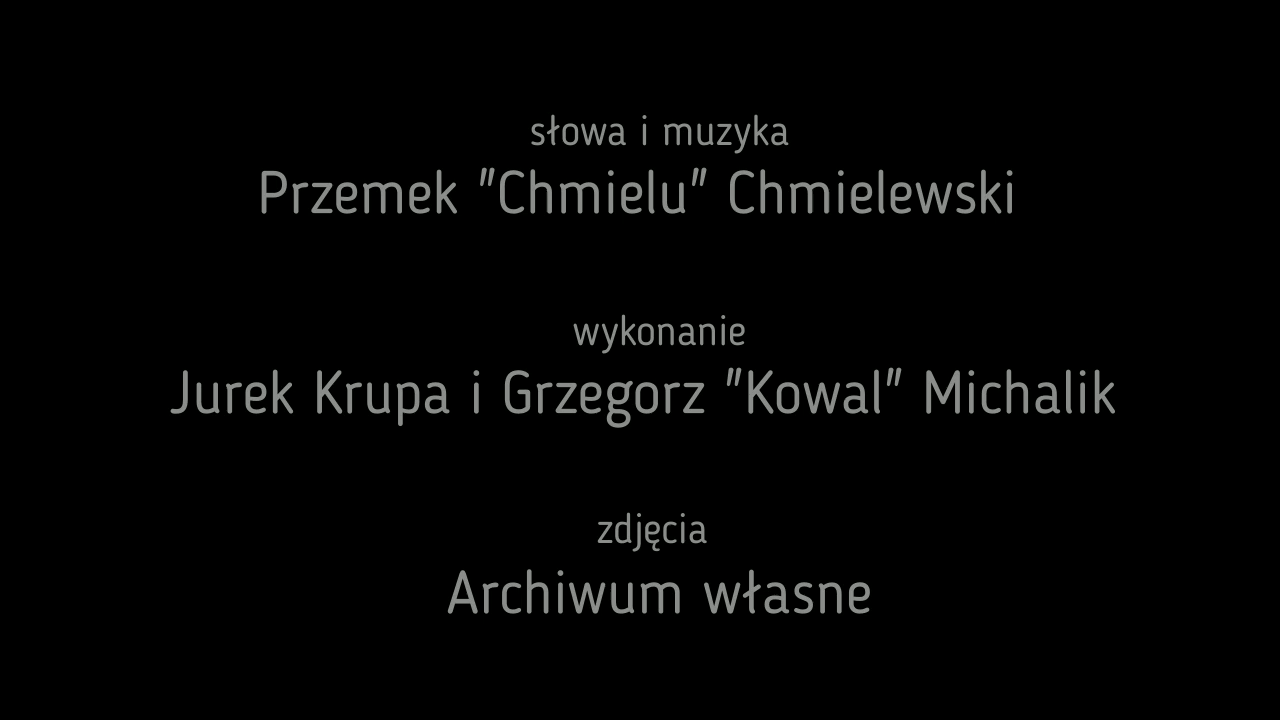 słowa i muzyka
Przemek "Chmielu" Chmielewski
wykonanie
Jurek Krupa i Grzegorz "Kowal" Michalik
zdjęcia
Archiwum własne